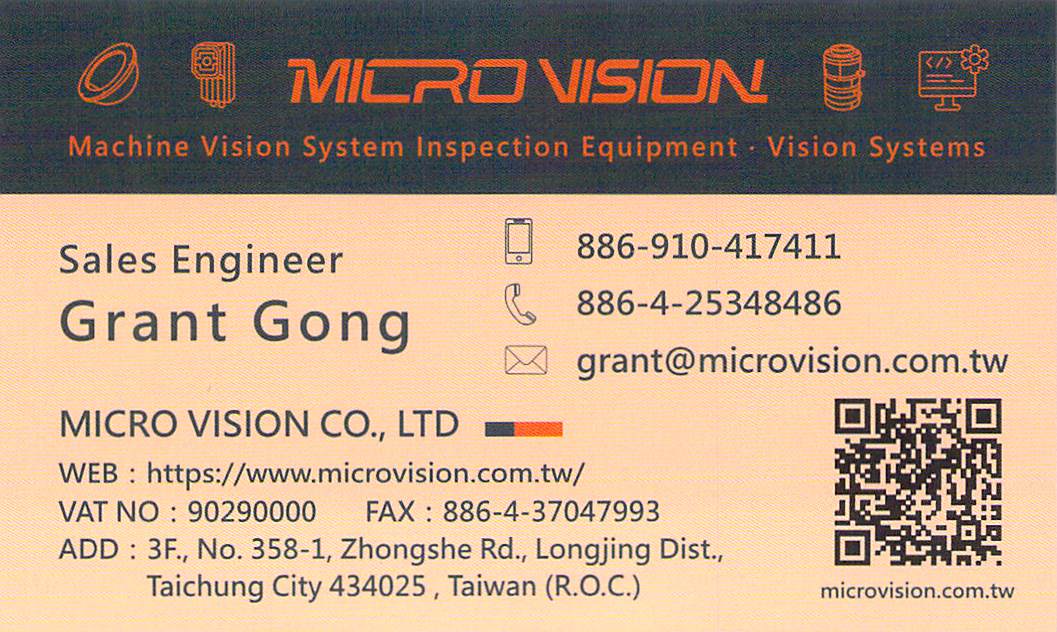 MICRO VISION
Machine Vision System Inspection Equipment · Vision Systems
Sales Engineer
Grant Gong
886-910-417411
886-4-25348486
grant@microvision.com.tw
MICRO VISION CO., LTD
WEB : https://www.microvision.com.tw/
VAT NO : 90290000 FAX : 886-4-37047993
ADD : 3F., No. 358-1, Zhongshe Rd., Longjing Dist.,
Taichung City 434025 , Taiwan (R.O.C.)
microvision.com.tw